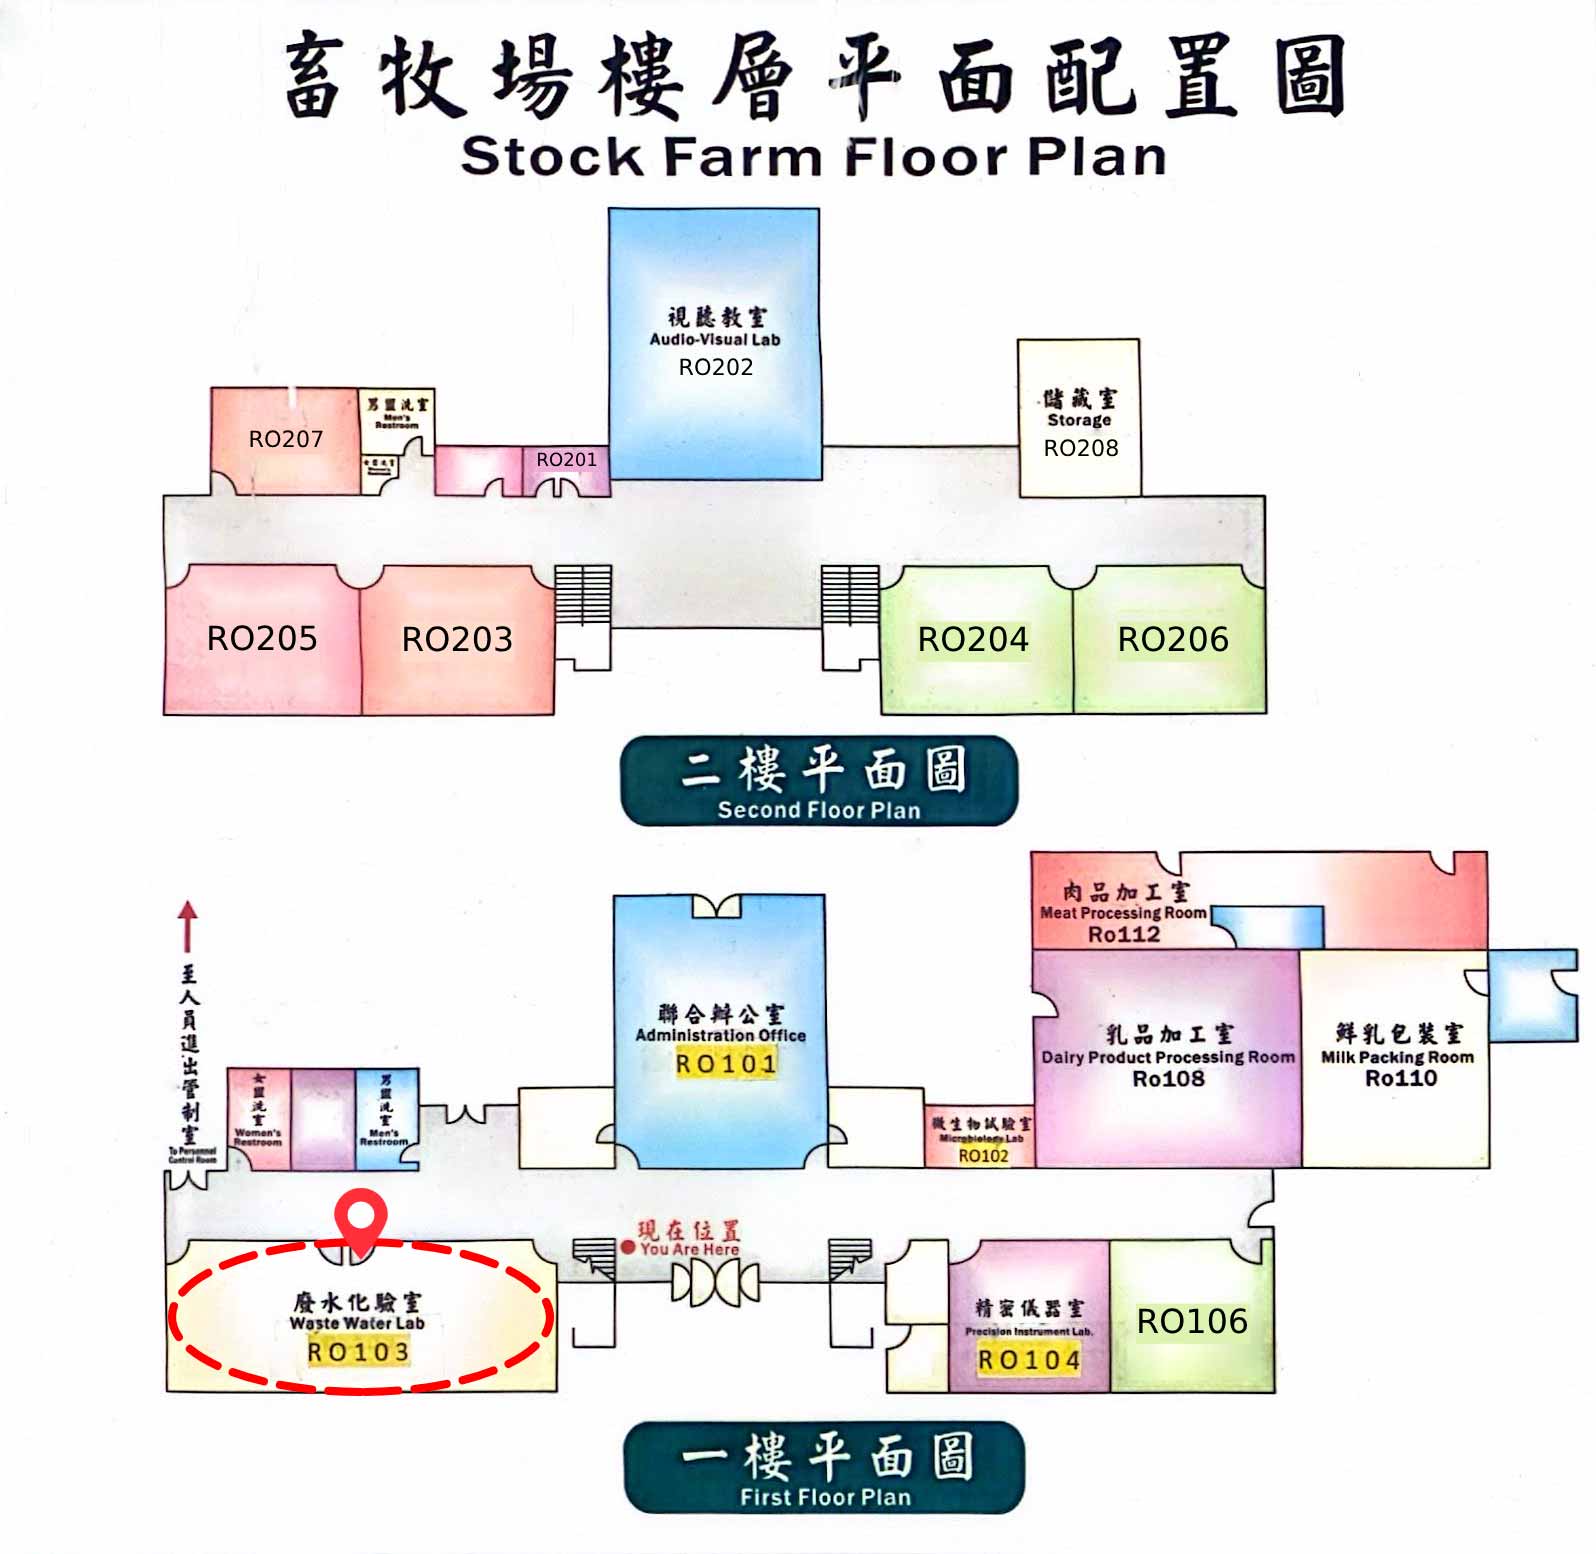 畜牧場樓層平面配置圖
Stock Farm Floor Plan
視聽教室
Audio-Visual Lab
RO202
儲藏室
Storage
RO208
RO207
男盥洗室
Men's
Restroom
女盥洗室
RO201
RO205
RO203
RO204
RO206
二樓平面圖
Second Floor Plan
肉品加工室
Meat Processing Room
Ro112
至人員進出管制室
To Personnel
Control Room
聯合辦公室
Administration Office
RO101
乳品加工室
Dairy Product Processing Room
Ro108
鮮乳包裝室
Milk Packing Room
Ro110
女盥洗室
Women's
Restroom
男盥洗室
Men's
Restroom
微生物試驗室
Microbiology Lab
RO102
現在位置
You Are Here
廢水化驗室
Waste Water Lab
RO103
精密儀器室
Precision Instrument Lab.
RO104
RO106
一樓平面圖
First Floor Plan